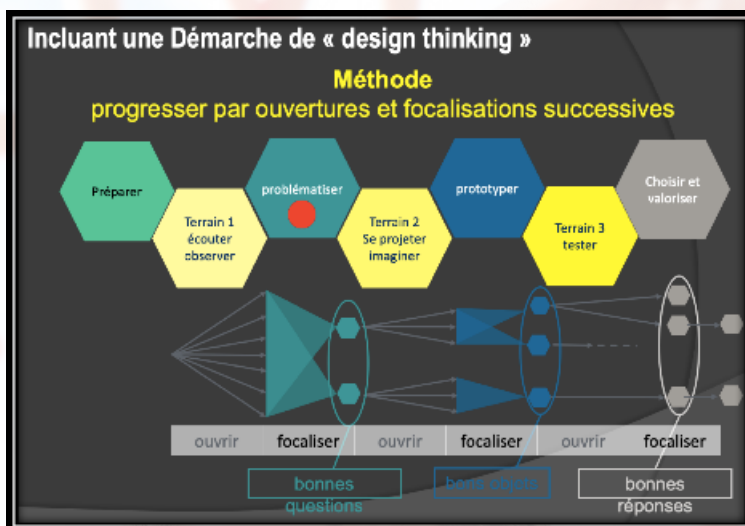 Incluant une Démarche de « design thinking »
Méthode
progresser par ouvertures et focalisations successives
Préparer
Terrain 1
écouter
observer
problématiser
Terrain 2
Se projeter
imaginer
prototyper
Terrain 3
tester
Choisir et
valoriser
ouvrir focaliser ouvrir focaliser ouvrir focaliser
bonnes
questions
bons
bonnes
réponses